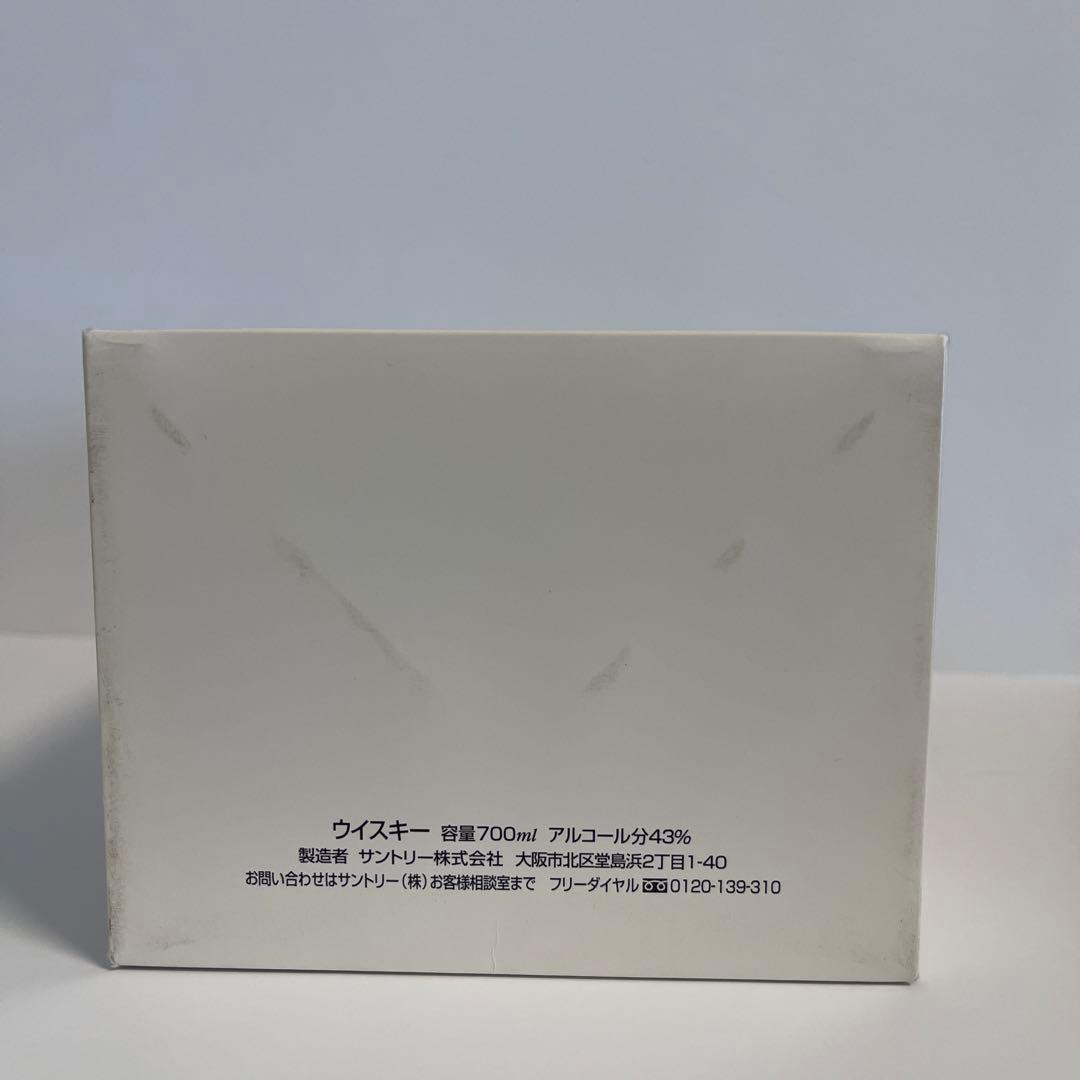 ウイスキー 容量700ml アルコール分43%
製造者 サントリー株式会社 大阪市北区堂島浜2丁目1-40
お問い合わせはサントリー(株)お客様相談室まで フリーダイヤル 0120-139-310